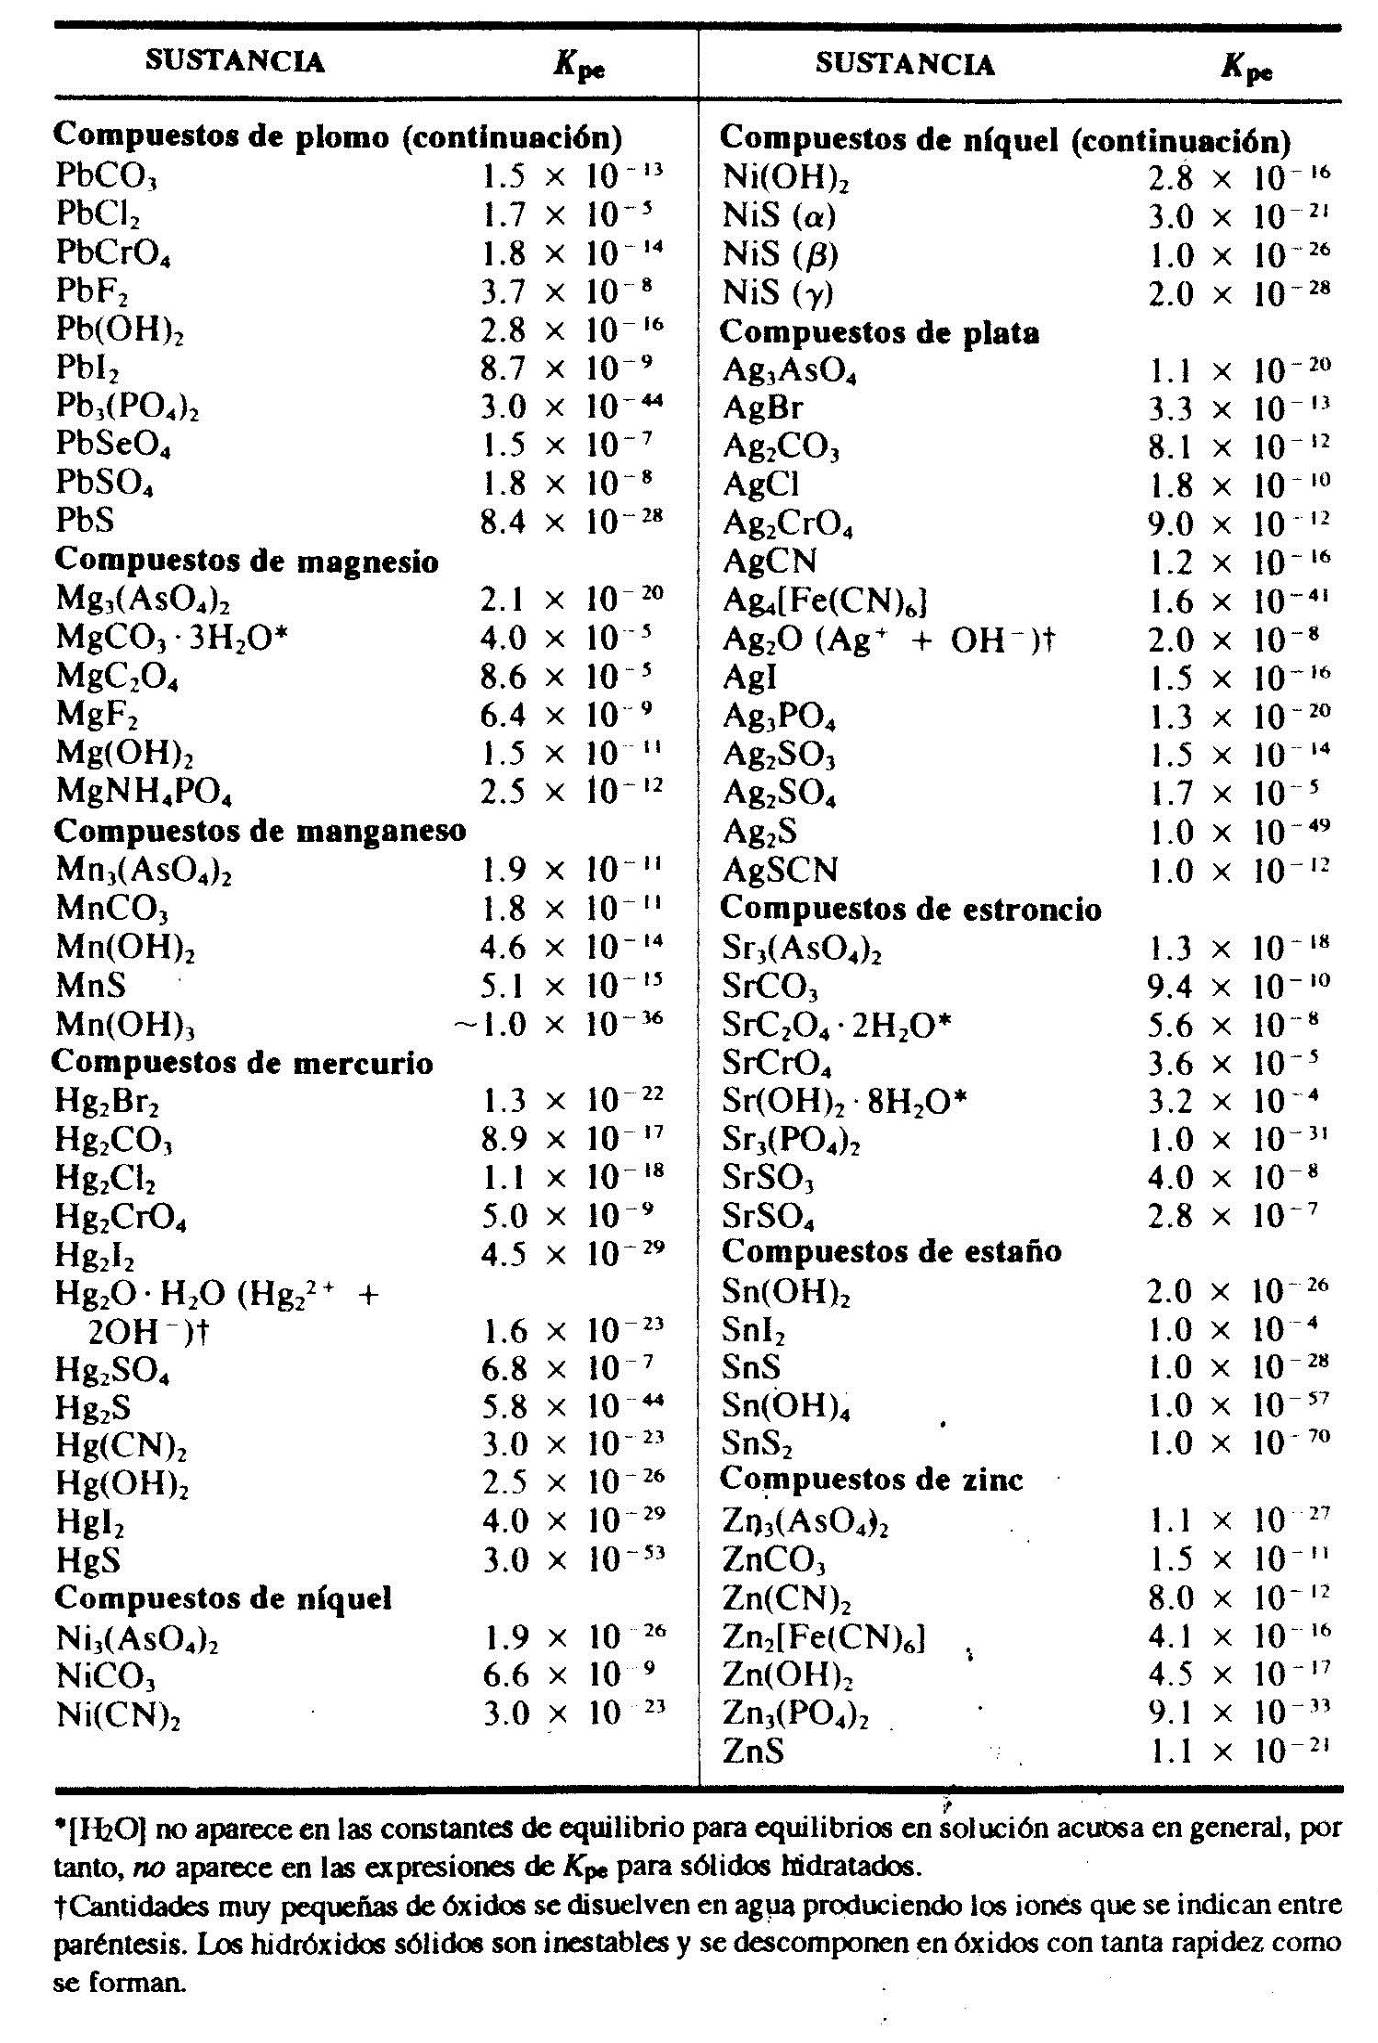 SUSTANCIA Kpe
Compuestos de plomo (continuación)
PbCO₃ 1.5 × 10⁻¹³
PbCl₂ 1.7 × 10⁻⁵
PbCrO₄ 1.8 × 10⁻¹⁴
PbF₂ 3.7 × 10⁻⁸
Pb(OH)₂ 2.8 × 10⁻¹⁶
PbI₂ 8.7 × 10⁻⁹
Pb₃(PO₄)₂ 3.0 × 10⁻⁴⁴
PbSeO₄ 1.5 × 10⁻⁷
PbSO₄ 1.8 × 10⁻⁸
PbS 8.4 × 10⁻²⁸
Compuestos de magnesio
Mg₃(AsO₄)₂ 2.1 × 10⁻²⁰
MgCO₃·3H₂O* 4.0 × 10⁻⁵
MgC₂O₄ 8.6 × 10⁻⁵
MgF₂ 6.4 × 10⁻⁹
Mg(OH)₂ 1.5 × 10⁻¹¹
MgNH₄PO₄ 2.5 × 10⁻¹²
Compuestos de manganeso
Mn₃(AsO₄)₂ 1.9 × 10⁻¹¹
MnCO₃ 1.8 × 10⁻¹¹
Mn(OH)₂ 4.6 × 10⁻¹⁴
MnS 5.1 × 10⁻¹⁵
Mn(OH)₃ ~1.0 × 10⁻³⁶
Compuestos de mercurio
Hg₂Br₂ 1.3 × 10⁻²²
Hg₂CO₃ 8.9 × 10⁻¹⁷
Hg₂Cl₂ 1.1 × 10⁻¹⁸
Hg₂CrO₄ 5.0 × 10⁻⁹
Hg₂I₂ 4.5 × 10⁻²⁹
Hg₂O·H₂O (Hg₂²⁺ +
2OH⁻)† 1.6 × 10⁻²³
Hg₂SO₄ 6.8 × 10⁻⁷
Hg₂S 5.8 × 10⁻⁴⁴
Hg(CN)₂ 3.0 × 10⁻²³
Hg(OH)₂ 2.5 × 10⁻²⁶
HgI₂ 4.0 × 10⁻²⁹
HgS 3.0 × 10⁻⁵³
Compuestos de níquel
Ni₃(AsO₄)₂ 1.9 × 10⁻²⁶
NiCO₃ 6.6 × 10⁻⁹
Ni(CN)₂ 3.0 × 10⁻²³
SUSTANCIA Kpe
Compuestos de níquel (continuación)
Ni(OH)₂ 2.8 × 10⁻¹⁶
NiS (α) 3.0 × 10⁻²¹
NiS (β) 1.0 × 10⁻²⁶
NiS (γ) 2.0 × 10⁻²⁸
Compuestos de plata
Ag₃AsO₄ 1.1 × 10⁻²⁰
AgBr 3.3 × 10⁻¹³
Ag₂CO₃ 8.1 × 10⁻¹²
AgCl 1.8 × 10⁻¹⁰
Ag₂CrO₄ 9.0 × 10⁻¹²
AgCN 1.2 × 10⁻¹⁶
Ag₄[Fe(CN)₆] 1.6 × 10⁻⁴¹
Ag₂O (Ag⁺ + OH⁻)† 2.0 × 10⁻⁸
AgI 1.5 × 10⁻¹⁶
Ag₃PO₄ 1.3 × 10⁻²⁰
Ag₂SO₃ 1.5 × 10⁻¹⁴
Ag₂SO₄ 1.7 × 10⁻⁵
Ag₂S 1.0 × 10⁻⁴⁹
AgSCN 1.0 × 10⁻¹²
Compuestos de estroncio
Sr₃(AsO₄)₂ 1.3 × 10⁻¹⁸
SrCO₃ 9.4 × 10⁻¹⁰
SrC₂O₄·2H₂O* 5.6 × 10⁻⁸
SrCrO₄ 3.6 × 10⁻⁵
Sr(OH)₂·8H₂O* 3.2 × 10⁻⁴
Sr₃(PO₄)₂ 1.0 × 10⁻³¹
SrSO₃ 4.0 × 10⁻⁸
SrSO₄ 2.8 × 10⁻⁷
Compuestos de estaño
Sn(OH)₂ 2.0 × 10⁻²⁶
SnI₂ 1.0 × 10⁻⁴
SnS 1.0 × 10⁻²⁸
Sn(OH)₄ 1.0 × 10⁻⁵⁷
SnS₂ 1.0 × 10⁻⁷⁰
Compuestos de zinc
Zn₃(AsO₄)₂ 1.1 × 10⁻²⁷
ZnCO₃ 1.5 × 10⁻¹¹
Zn(CN)₂ 8.0 × 10⁻¹²
Zn₂[Fe(CN)₆] 4.1 × 10⁻¹⁶
Zn(OH)₂ 4.5 × 10⁻¹⁷
Zn₃(PO₄)₂ 9.1 × 10⁻³³
ZnS 1.1 × 10⁻²¹
*[H₂O] no aparece en las constantes de equilibrio para equilibrios en solución acuosa en general, por
tanto, no aparece en las expresiones de Kpe para sólidos hidratados.
†Cantidades muy pequeñas de óxidos se disuelven en agua produciendo los iones que se indican entre
paréntesis. Los hidróxidos sólidos son inestables y se descomponen en óxidos con tanta rapidez como
se forman.